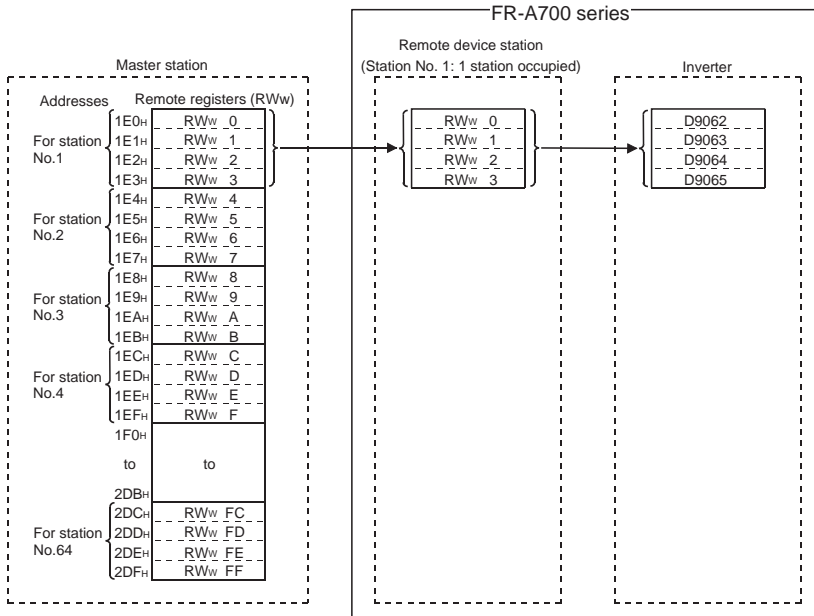 FR-A700 series
Master station
Remote device station
(Station No. 1: 1 station occupied)
Inverter
Addresses
Remote registers (RWw)
For station
No.1
1E0H RWw 0
1E1H RWw 1
1E2H RWw 2
1E3H RWw 3
For station
No.2
1E4H RWw 4
1E5H RWw 5
1E6H RWw 6
1E7H RWw 7
For station
No.3
1E8H RWw 8
1E9H RWw 9
1EAH RWw A
1EBH RWw B
For station
No.4
1ECH RWw C
1EDH RWw D
1EEH RWw E
1EFH RWw F
1F0H
to to
2DBH
For station
No.64
2DCH RWw FC
2DDH RWw FD
2DEH RWw FE
2DFH RWw FF
RWw 0
RWw 1
RWw 2
RWw 3
D9062
D9063
D9064
D9065